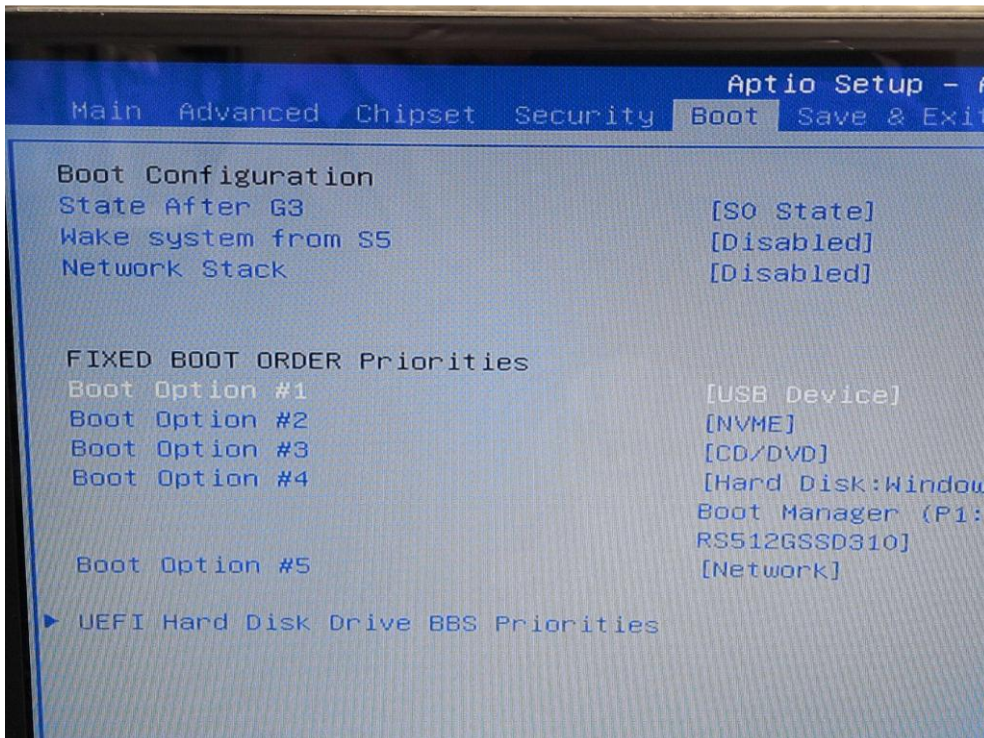 Aptio Setup -
Main Advanced Chipset Security Boot Save & Exit
Boot Configuration
State After G3 [S0 State]
Wake system from S5 [Disabled]
Network Stack [Disabled]
FIXED BOOT ORDER Priorities
Boot Option #1 [USB Device]
Boot Option #2 [NVME]
Boot Option #3 [CD/DVD]
Boot Option #4 [Hard Disk:Window
Boot Manager (P1:
RS512GSSD310]
Boot Option #5 [Network]
UEFI Hard Disk Drive BBS Priorities